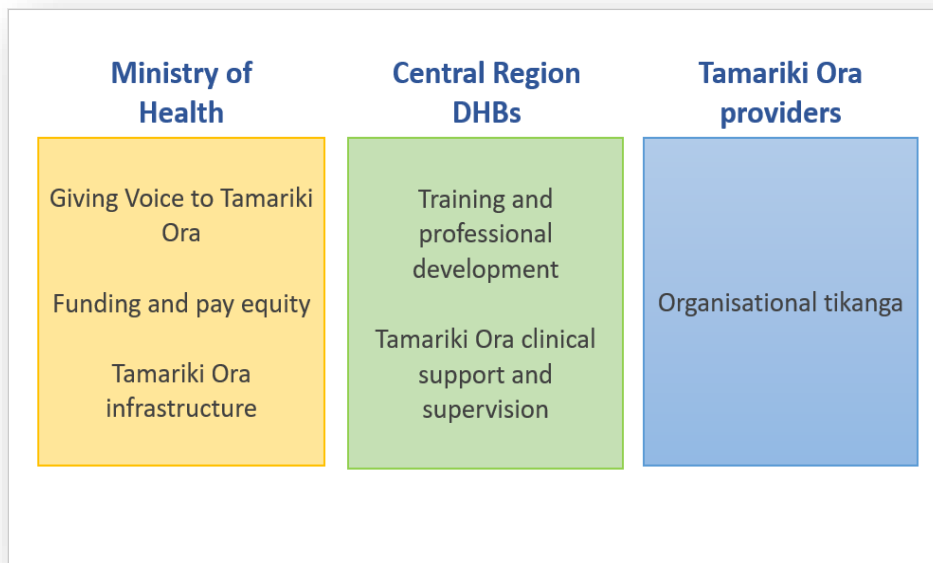 Ministry of
Health
Giving Voice to Tamariki
Ora
Funding and pay equity
Tamariki Ora
infrastructure
Central Region
DHBs
Training and
professional
development
Tamariki Ora clinical
support and
supervision
Tamariki Ora
providers
Organisational tikanga